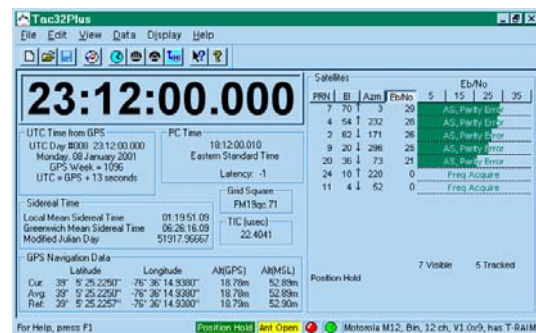 Tac32Plus
File Edit View Data Display Help
23:12:00.000
UTC Time from GPS
UTC Day #008 23:12:00.000
Monday, 08 January 2001
GPS Week = 1096
UTC = GPS + 13 seconds
PC Time
18:12:00.010
Eastern Standard Time
Latency: -1
Sidereal Time
Local Mean Sidereal Time 01:19:51.09
Greenwich Mean Sidereal Time 06:26:16.09
Modified Julian Day 51917.96667
Grid Square
FM19qc.71
TIC (usec)
22.4041
GPS Navigation Data
Latitude Longitude Alt(GPS) Alt(MSL)
Cur: 39° 5' 25.2250" -76° 36' 14.9380" 18.78m 52.89m
Avg: 39° 5' 25.2250" -76° 36' 14.9380" 18.78m 52.89m
Ref: 39° 5' 25.2257" -76° 36' 14.9380" 18.79m 52.90m
Satellites
Eb/No
PRN El Azm Eb/No 5 15 25 35
7 70 ↑ 3 29 AS, Parity Error
4 54 ↑ 232 28 AS, Parity Error
2 62 ↓ 171 26 AS, Parity Error
9 20 ↓ 296 25 AS, Parity Error
20 36 ↓ 73 21 AS, Parity Error
24 10 ↑ 220 0 Freq Acquire
11 4 ↓ 52 0 Freq Acquire
7 Visible 5 Tracked
Position Hold
For Help, press F1
Position Hold Ant Open Motorola M12, Bin, 12 ch, V1.0x9, has T-RAIM